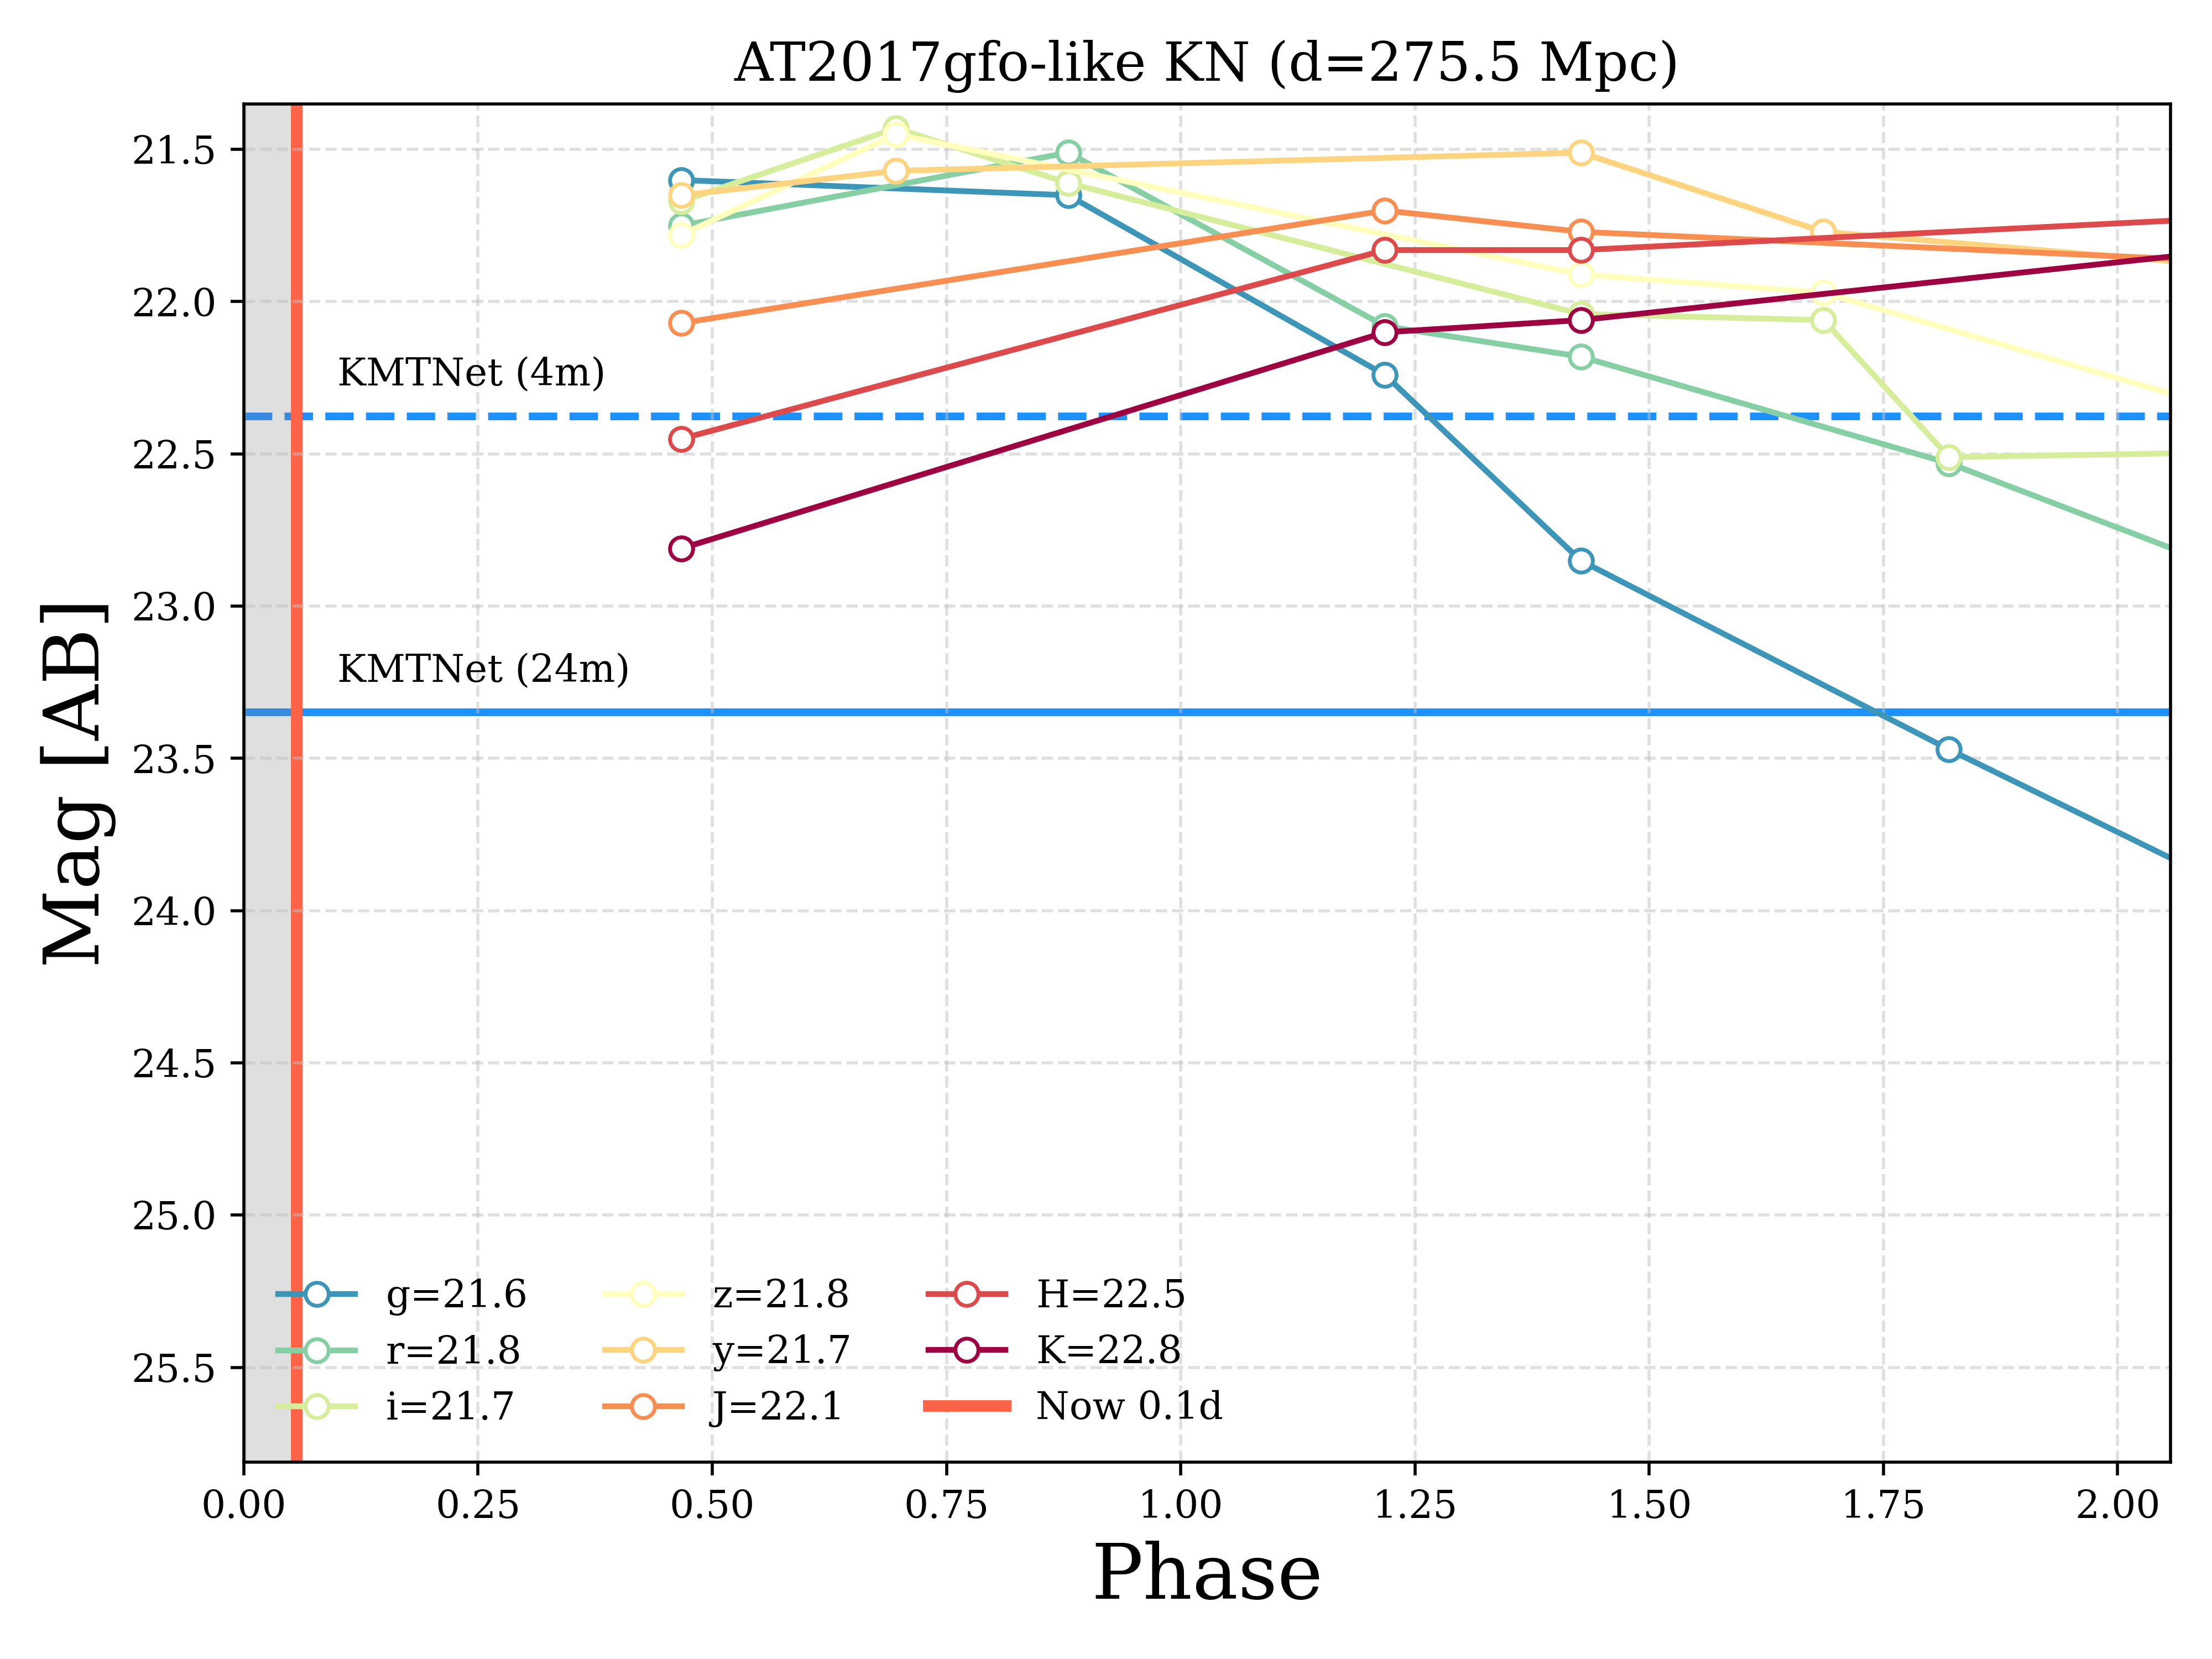 AT2017gfo-like KN (d=275.5 Mpc)
Mag [AB]
21.5
22.0
22.5
23.0
23.5
24.0
24.5
25.0
25.5
KMTNet (4m)
KMTNet (24m)
g=21.6
r=21.8
i=21.7
z=21.8
y=21.7
J=22.1
H=22.5
K=22.8
Now 0.1d
0.00 0.25 0.50 0.75 1.00 1.25 1.50 1.75 2.00
Phase